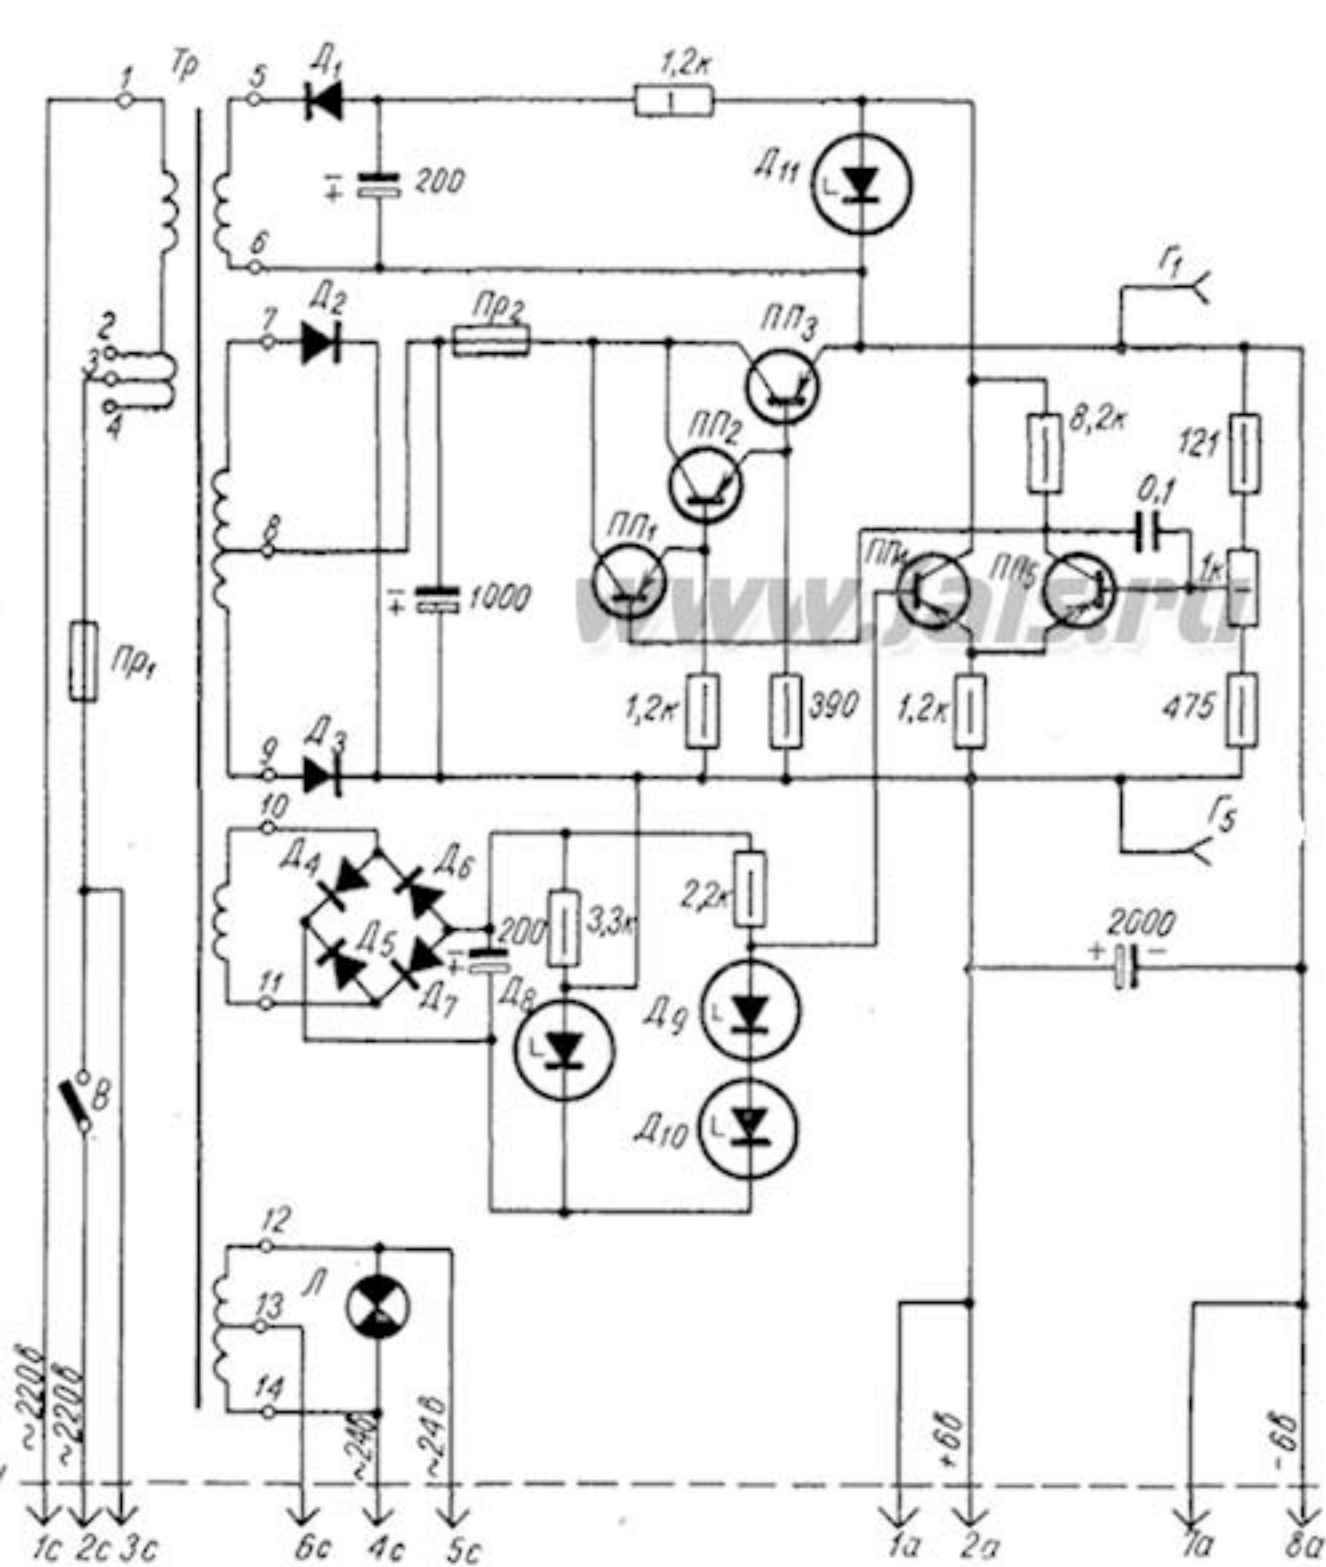 Тр
1
5
Д1
1,2к
Д11
− +
200
6
Г1
2
3
4
7
Д2
Пр2
ПП3
ПП2
8,2к
121
0,1
8
ПП1
ПП4
ПП5
1к
www.jais.ru
− +
1000
Пр1
1,2к
390
1,2к
475
9
Д3
10
Г5
Д4
Д6
2,2к
200
3,3к
2000
+ −
Д5
− +
11
Д7
Д8
L
Д9
L
В
Д10
L
12
Л
13
14
~220в
~220в
~24в
~24в
+6в
-6в
1с
2с
3с
6с
4с
5с
1а
2а
7а
8а